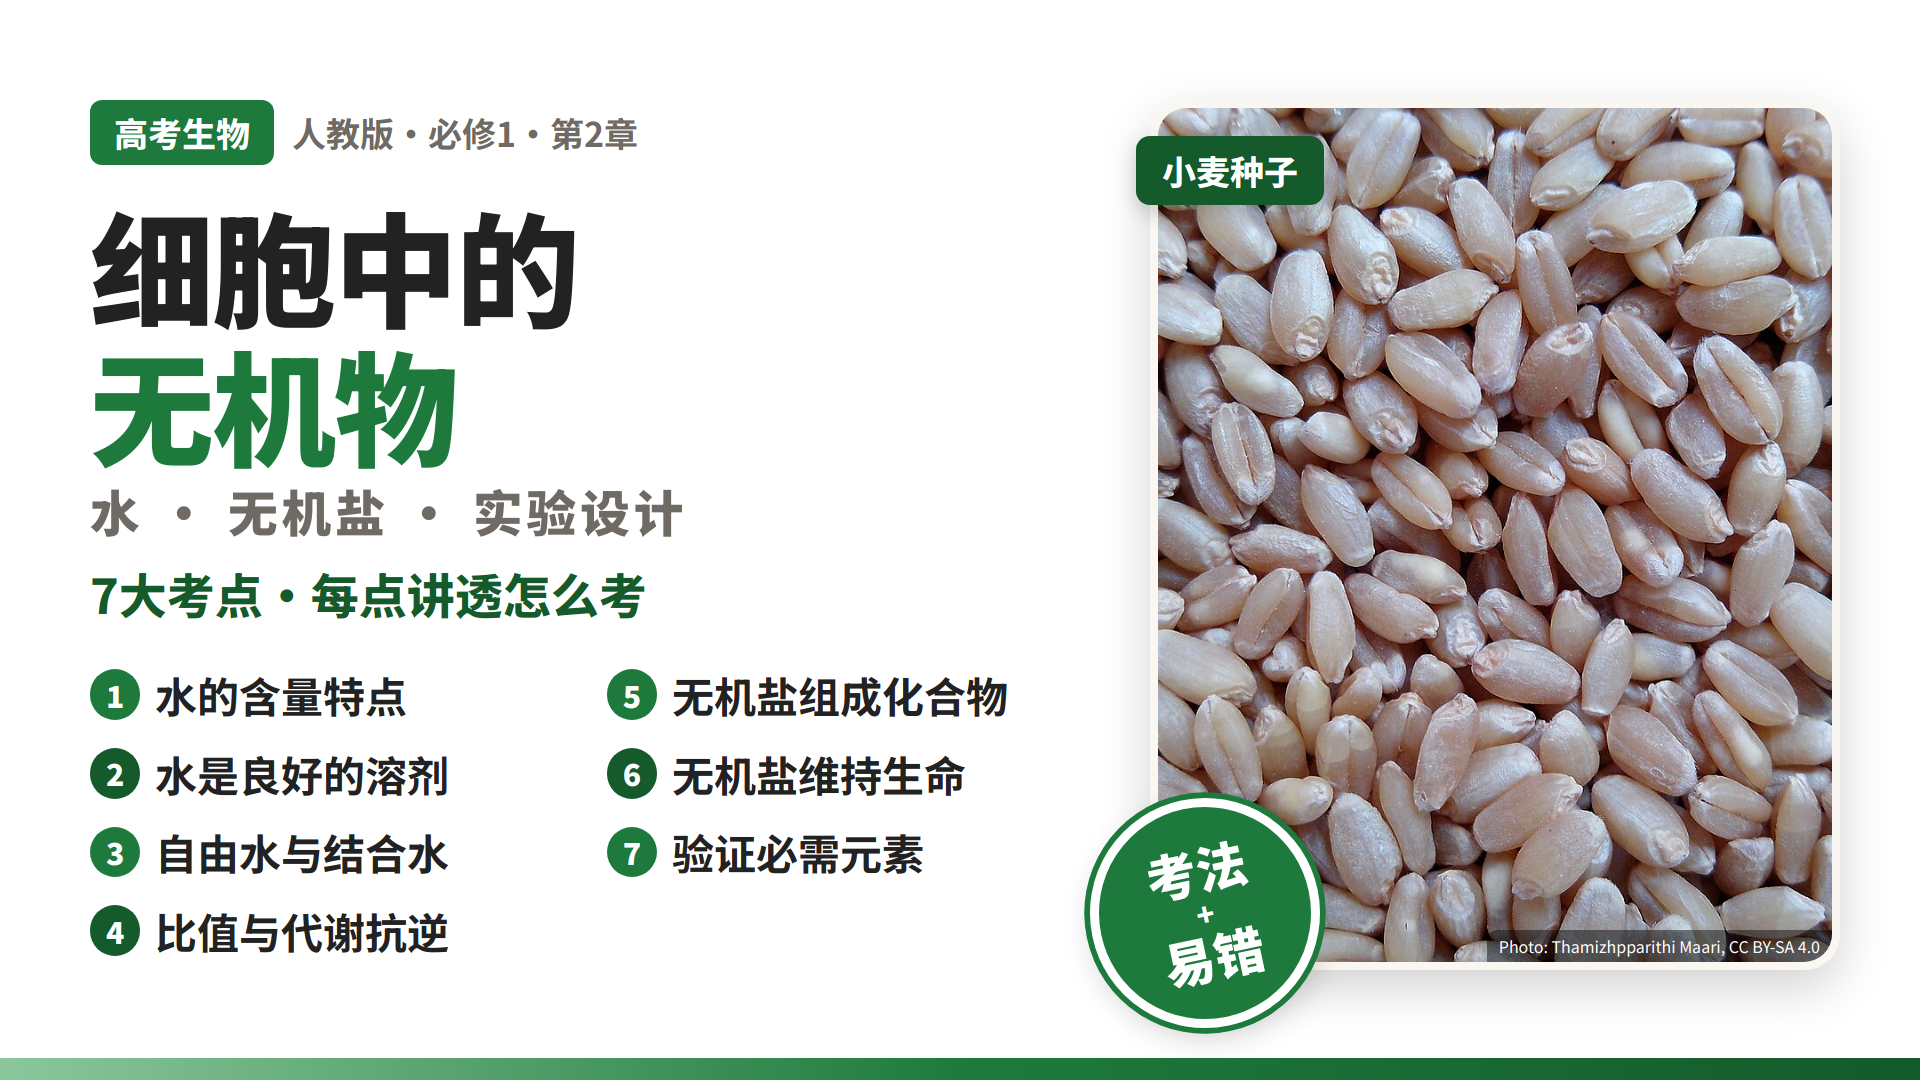 高考生物
人教版·必修1·第2章
细胞中的
无机物
水 · 无机盐 · 实验设计
7大考点·每点讲透怎么考
1 水的含量特点
2 水是良好的溶剂
3 自由水与结合水
4 比值与代谢抗逆
5 无机盐组成化合物
6 无机盐维持生命
7 验证必需元素
小麦种子
考法
+
易错
Photo: Thamizhpparithi Maari, CC BY-SA 4.0